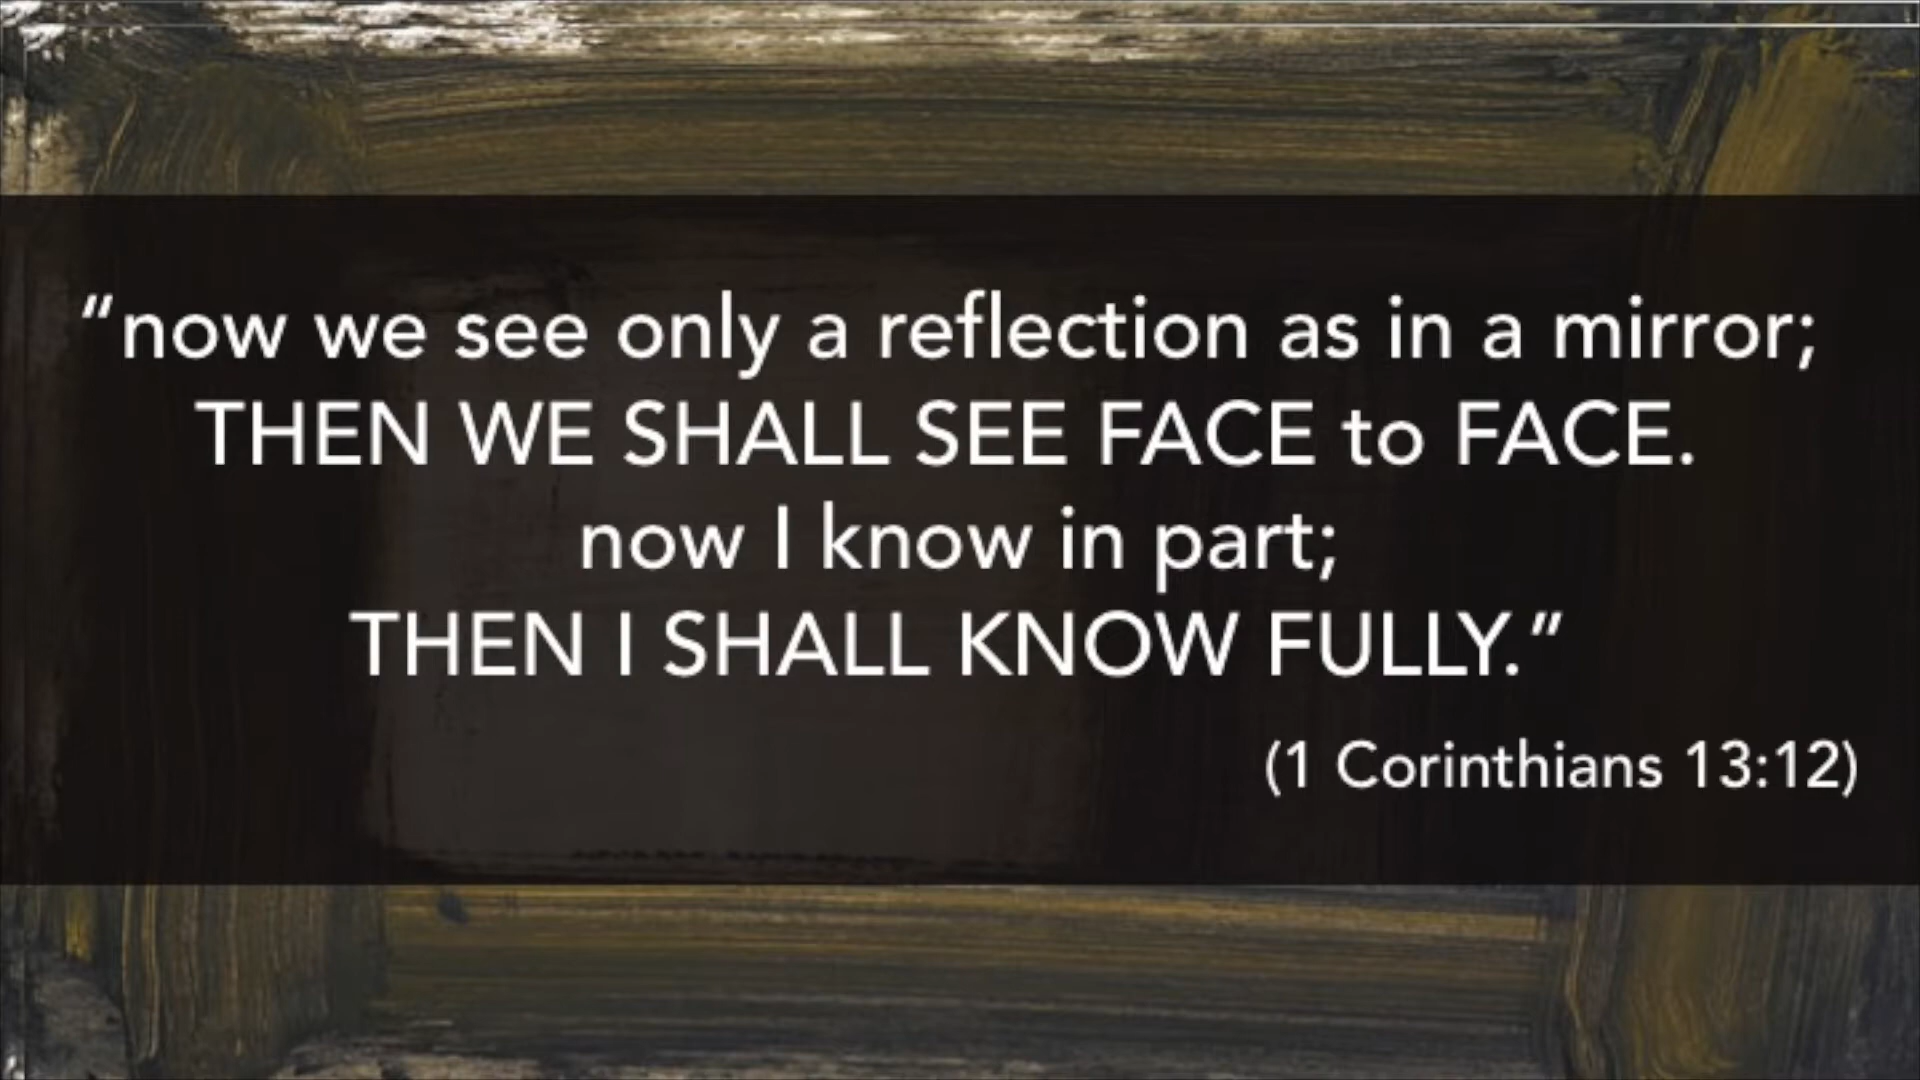 “now we see only a reflection as in a mirror;
THEN WE SHALL SEE FACE to FACE.
now I know in part;
THEN I SHALL KNOW FULLY.”
(1 Corinthians 13:12)